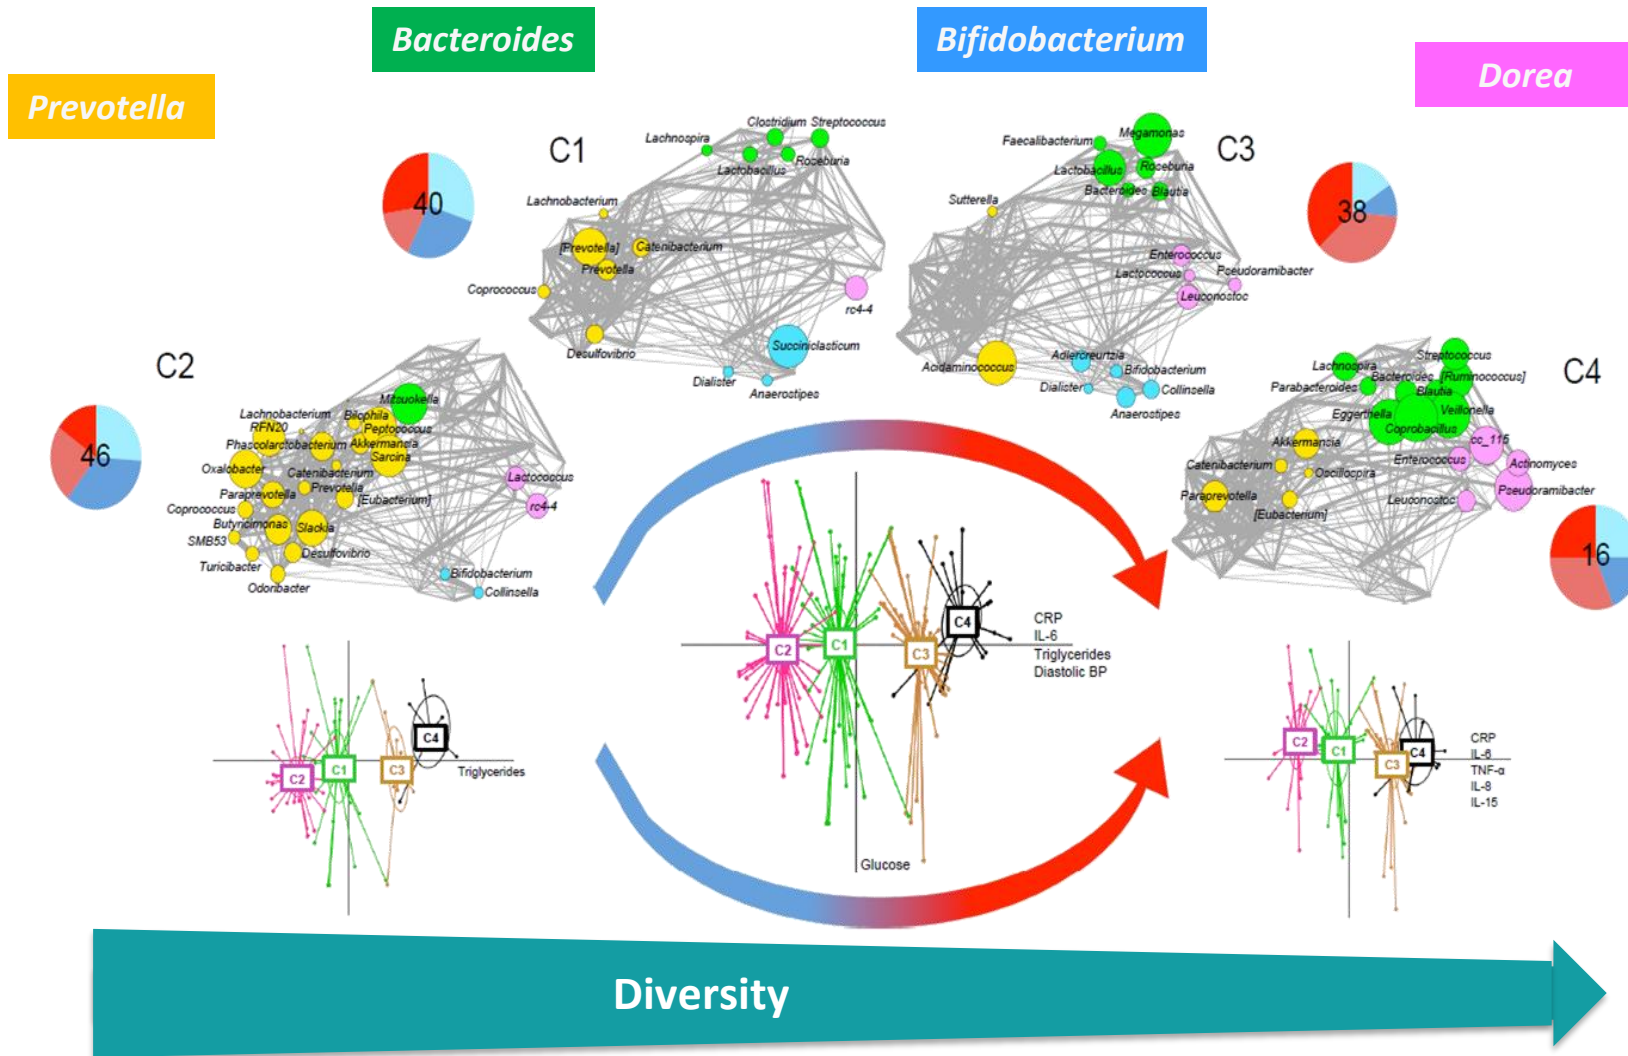 Bacteroides
Bifidobacterium
Dorea
Prevotella
C1
Lachnospira
Clostridium
Streptococcus
Lactobacillus
Roseburia
Lachnobacterium
[Prevotella]
Catenibacterium
Prevotella
Coprococcus
rc4-4
Desulfovibrio
Succiniclasticum
Dialister
Anaerostipes
40
C3
Faecalibacterium
Megamonas
Lactobacillus
Roseburia
Bacteroides
Blautia
Sutterella
Enterococcus
Lactococcus
Pseudoramibacter
Leuconostoc
Acidaminococcus
Adlercreurtzia
Bifidobacterium
Dialister
Collinsella
Anaerostipes
38
C2
Mitsuokella
Lachnobacterium
Bilophila
RFN20
Peptococcus
Phascolarctobacterium
Akkermansia
Sarcina
Oxalobacter
Catenibacterium
Paraprevotella
Prevotella
[Eubacterium]
Coprococcus
Butyricimonas
Slackia
SMB53
Desulfovibrio
Turicibacter
Odoribacter
Lactococcus
rc4-4
Bifidobacterium
Collinsella
46
C4
Streptococcus
Lachnospira
Bacteroides
[Ruminococcus]
Parabacteroides
Blautia
Eggerthella
Veillonella
Coprobacillus
cc_115
Akkermansia
Enterococcus
Actinomyces
Catenibacterium
Oscillocpira
Pseudoramibacter
Paraprevotella
Leuconostoc
[Eubacterium]
16
C2
C1
C3
C4
CRP
IL-6
Triglycerides
Diastolic BP
Glucose
C2
C1
C3
C4
Triglycerides
C2
C1
C3
C4
CRP
IL-6
TNF-α
IL-8
IL-15
Diversity